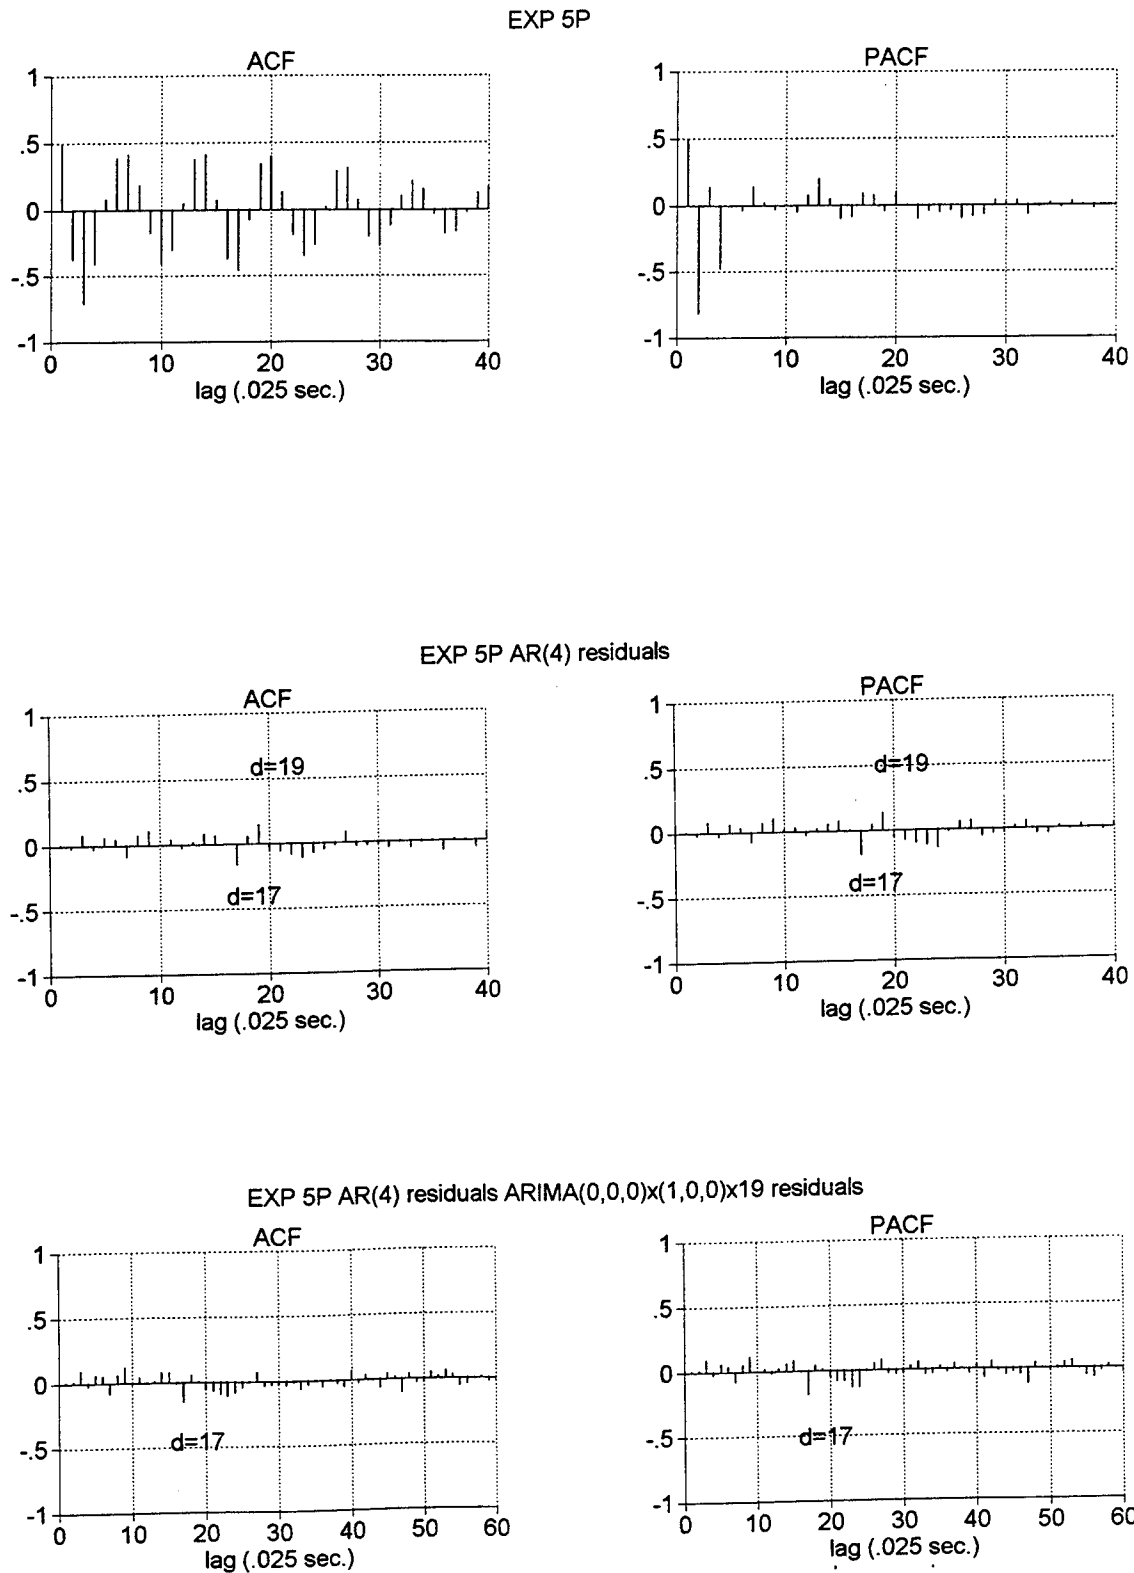 EXP 5P
ACF
1
.5
0
-.5
-1
0 10 20 30 40
lag (.025 sec.)
PACF
1
.5
0
-.5
-1
0 10 20 30 40
lag (.025 sec.)
EXP 5P AR(4) residuals
ACF
1
.5
0
-.5
-1
d=19
d=17
0 10 20 30 40
lag (.025 sec.)
PACF
1
.5
0
-.5
-1
d=19
d=17
0 10 20 30 40
lag (.025 sec.)
EXP 5P AR(4) residuals ARIMA(0,0,0)x(1,0,0)x19 residuals
ACF
1
.5
0
-.5
-1
d=17
0 10 20 30 40 50 60
lag (.025 sec.)
PACF
1
.5
0
-.5
-1
d=17
0 10 20 30 40 50 60
lag (.025 sec.)